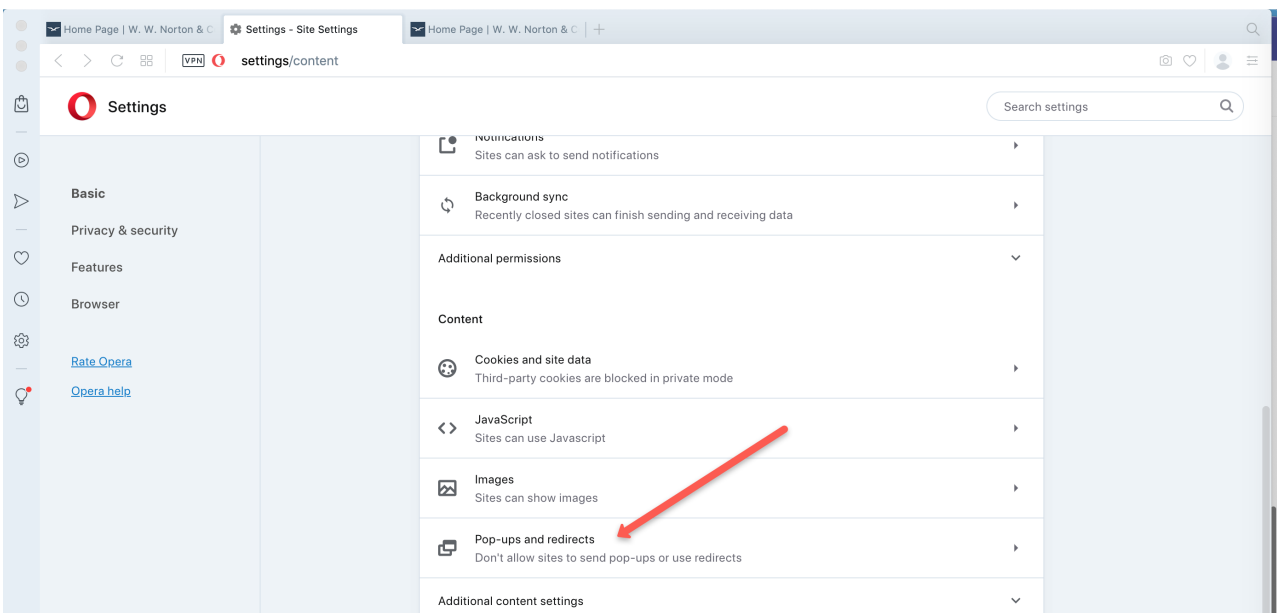 Home Page | W. W. Norton & C
Settings - Site Settings
Home Page | W. W. Norton & C
VPN
settings/content
Settings
Search settings
Basic
Privacy & security
Features
Browser
Rate Opera
Opera help
Notifications
Sites can ask to send notifications
Background sync
Recently closed sites can finish sending and receiving data
Additional permissions
Content
Cookies and site data
Third-party cookies are blocked in private mode
JavaScript
Sites can use Javascript
Images
Sites can show images
Pop-ups and redirects
Don't allow sites to send pop-ups or use redirects
Additional content settings